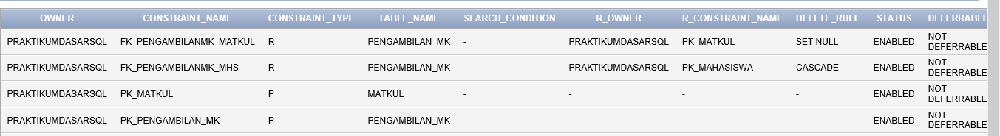 OWNER CONSTRAINT_NAME CONSTRAINT_TYPE TABLE_NAME SEARCH_CONDITION R_OWNER R_CONSTRAINT_NAME DELETE_RULE STATUS DEFERRABLE
PRAKTIKUMDASARSQL FK_PENGAMBILANMK_MATKUL R PENGAMBILAN_MK - PRAKTIKUMDASARSQL PK_MATKUL SET NULL ENABLED NOT DEFERRABLE
PRAKTIKUMDASARSQL FK_PENGAMBILANMK_MHS R PENGAMBILAN_MK - PRAKTIKUMDASARSQL PK_MAHASISWA CASCADE ENABLED NOT DEFERRABLE
PRAKTIKUMDASARSQL PK_MATKUL P MATKUL - - - - ENABLED NOT DEFERRABLE
PRAKTIKUMDASARSQL PK_PENGAMBILAN_MK P PENGAMBILAN_MK - - - - ENABLED NOT DEFERRABLE